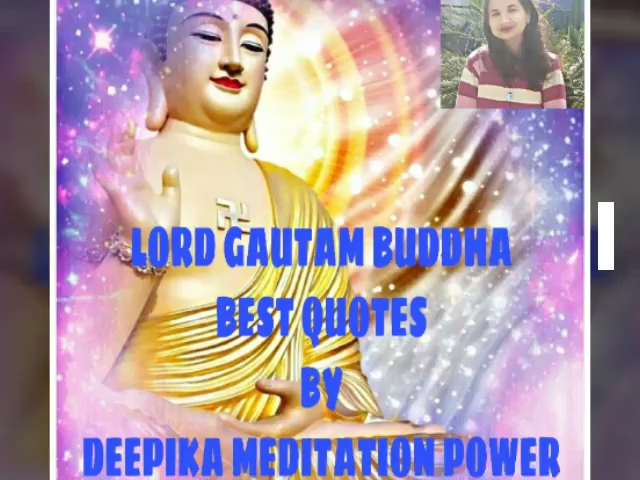 LORD GAUTAM BUDDHA
BEST QUOTES
BY
DEEPIKA MEDITATION POWER